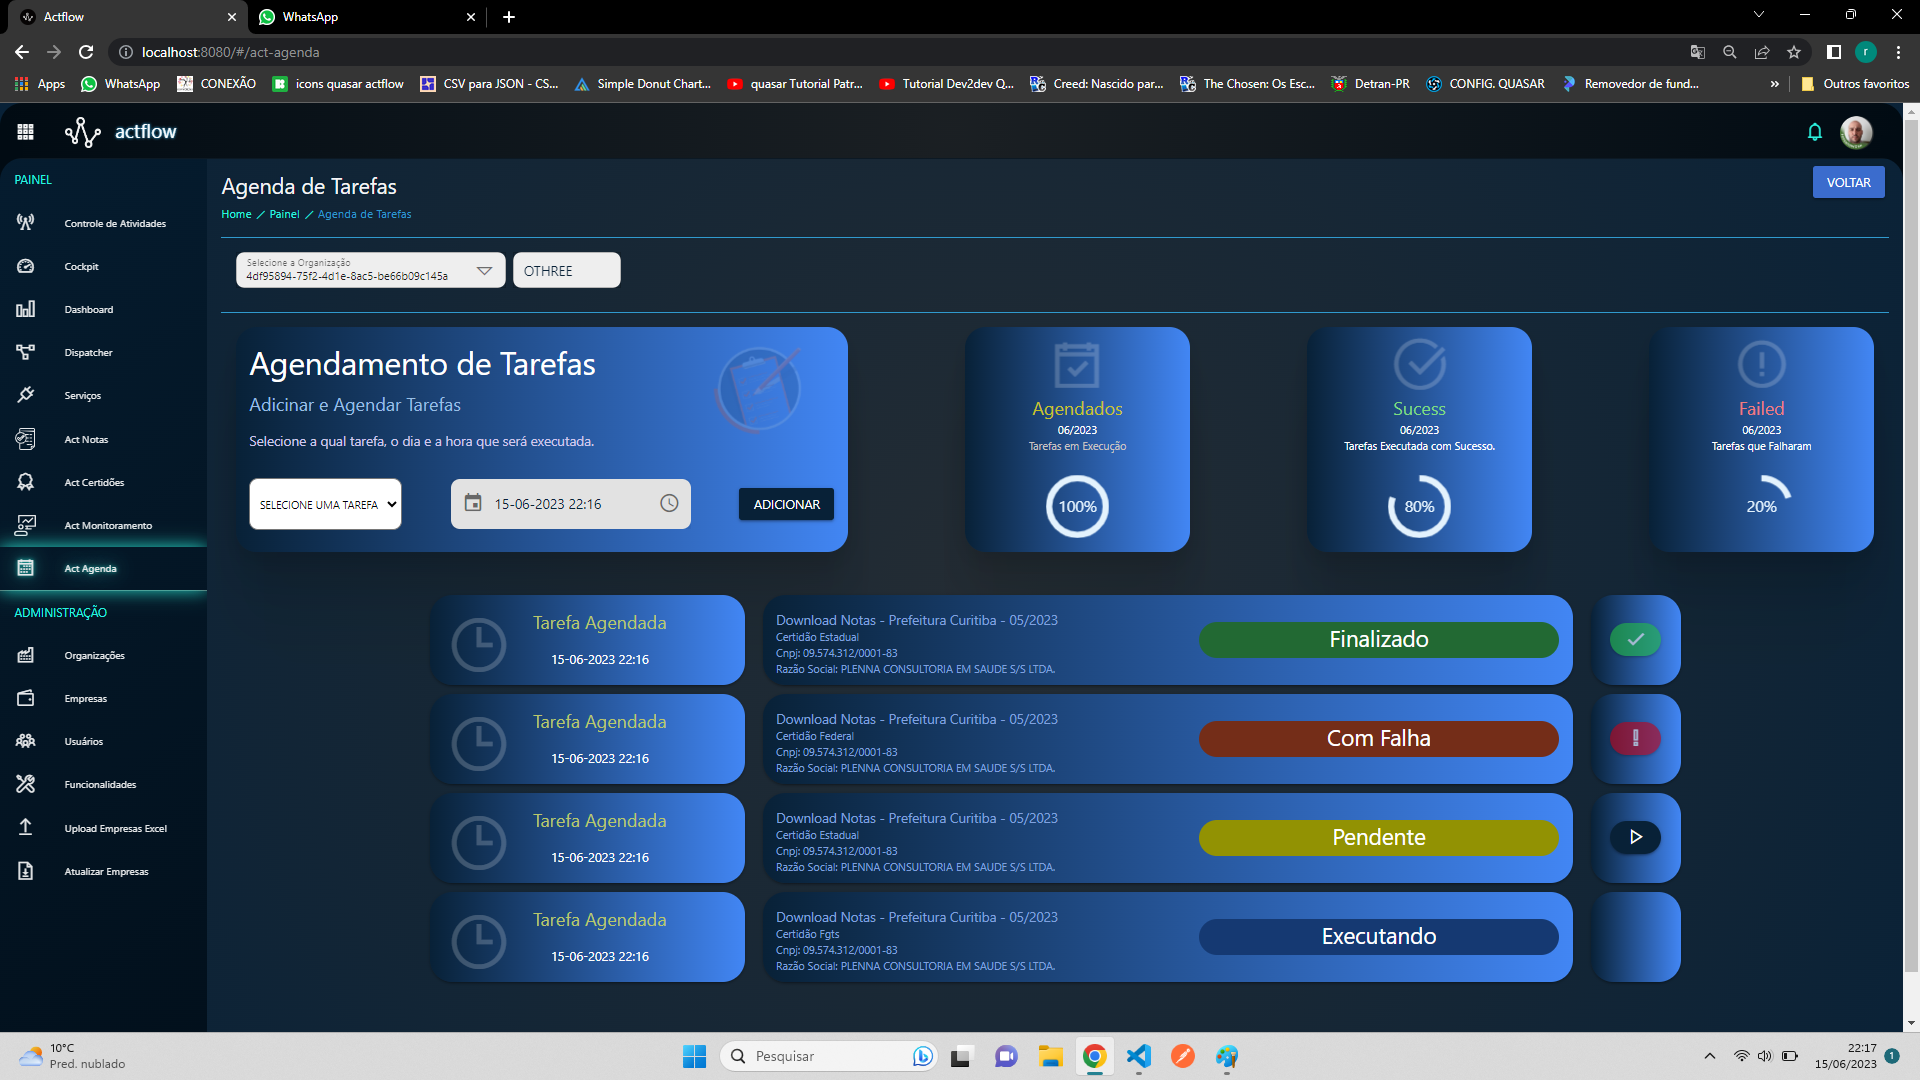 Actflow
WhatsApp
localhost:8080/#/act-agenda
Apps
WhatsApp
CONEXÃO
icons quasar actflow
CSV para JSON - CS...
Simple Donut Chart...
quasar Tutorial Patr...
Tutorial Dev2dev Q...
Creed: Nascido par...
The Chosen: Os Esc...
Detran-PR
CONFIG. QUASAR
Removedor de fund...
»
Outros favoritos
actflow
PAINEL
Controle de Atividades
Cockpit
Dashboard
Dispatcher
Serviços
Act Notas
Act Certidões
Act Monitoramento
Act Agenda
ADMINISTRAÇÃO
Organizações
Empresas
Usuários
Funcionalidades
Upload Empresas Excel
Atualizar Empresas
Agenda de Tarefas
VOLTAR
Home / Painel / Agenda de Tarefas
Selecione a Organização
4df95894-75f2-4d1e-8ac5-be66b09c145a
OTHREE
Agendamento de Tarefas
Adicinar e Agendar Tarefas
Selecione a qual tarefa, o dia e a hora que será executada.
SELECIONE UMA TAREFA
15-06-2023 22:16
ADICIONAR
Agendados
06/2023
Tarefas em Execução
100%
Sucess
06/2023
Tarefas Executada com Sucesso.
80%
Failed
06/2023
Tarefas que Falharam
20%
Tarefa Agendada
15-06-2023 22:16
Download Notas - Prefeitura Curitiba - 05/2023
Certidão Estadual
Cnpj: 09.574.312/0001-83
Razão Social: PLENNA CONSULTORIA EM SAUDE S/S LTDA.
Finalizado
Tarefa Agendada
15-06-2023 22:16
Download Notas - Prefeitura Curitiba - 05/2023
Certidão Federal
Cnpj: 09.574.312/0001-83
Razão Social: PLENNA CONSULTORIA EM SAUDE S/S LTDA.
Com Falha
Tarefa Agendada
15-06-2023 22:16
Download Notas - Prefeitura Curitiba - 05/2023
Certidão Estadual
Cnpj: 09.574.312/0001-83
Razão Social: PLENNA CONSULTORIA EM SAUDE S/S LTDA.
Pendente
Tarefa Agendada
15-06-2023 22:16
Download Notas - Prefeitura Curitiba - 05/2023
Certidão Fgts
Cnpj: 09.574.312/0001-83
Razão Social: PLENNA CONSULTORIA EM SAUDE S/S LTDA.
Executando
10°C
Pred. nublado
Pesquisar
22:17
15/06/2023
1